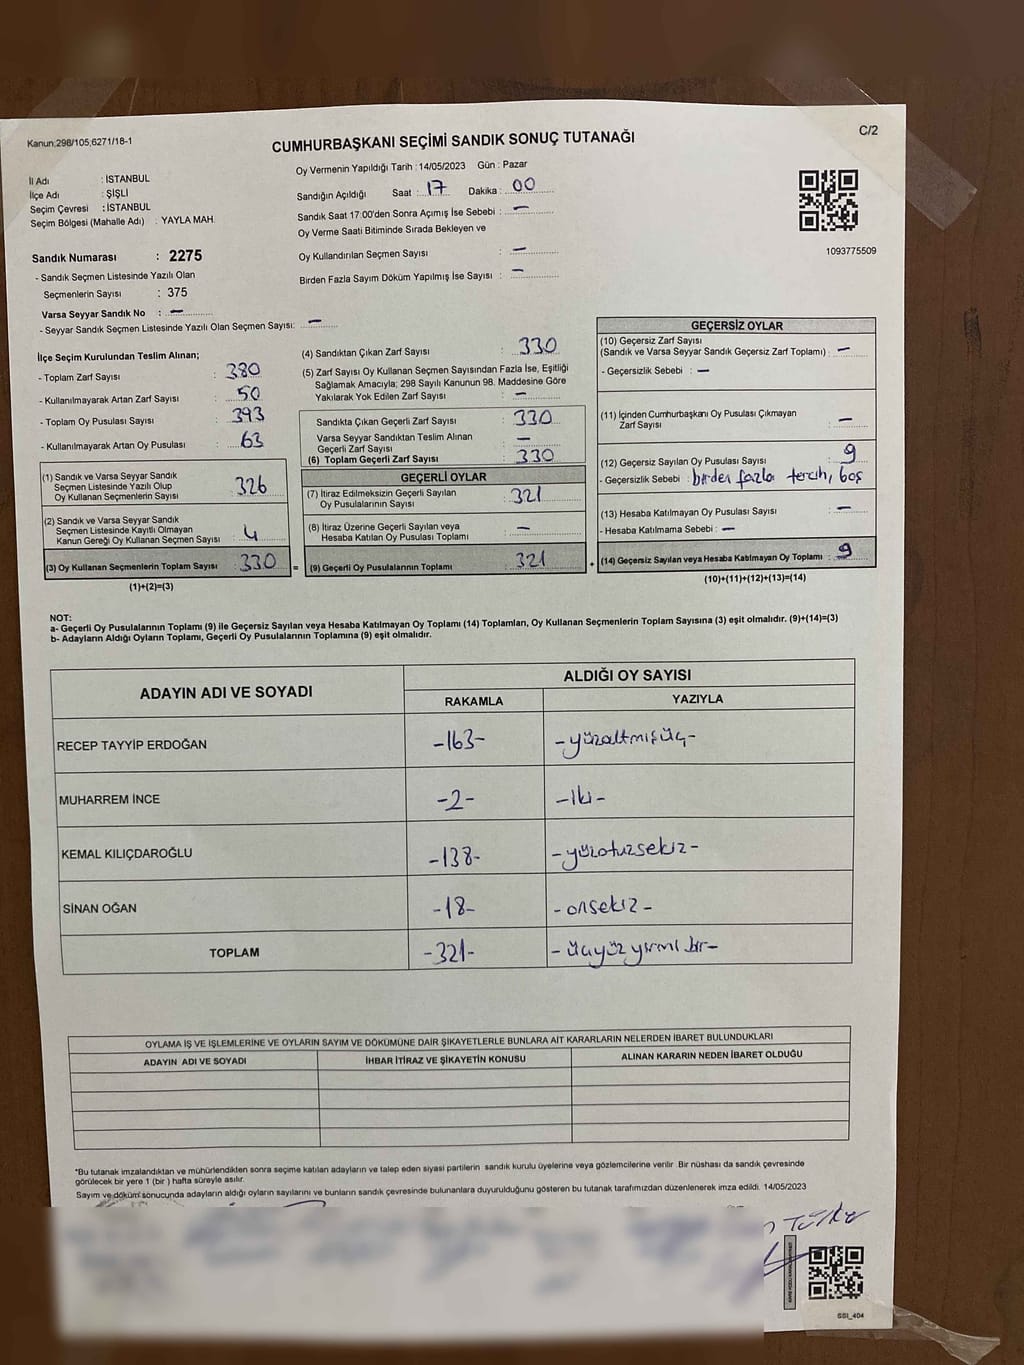 Kanun;298/105;6271/18-1
C/2
CUMHURBAŞKANI SEÇİMİ SANDIK SONUÇ TUTANAĞI
Oy Vermenin Yapıldığı Tarih : 14/05/2023 Gün : Pazar
İl Adı : İSTANBUL
İlçe Adı : ŞİŞLİ
Seçim Çevresi : İSTANBUL
Seçim Bölgesi (Mahalle Adı) : YAYLA MAH.
Sandığın Açıldığı Saat : 17 Dakika : 00
Sandık Saat 17:00'den Sonra Açımış İse Sebebi : —
Oy Verme Saati Bitiminde Sırada Bekleyen ve
Oy Kullandırılan Seçmen Sayısı : —
Birden Fazla Sayım Döküm Yapılmış İse Sayısı : —
1093775509
Sandık Numarası : 2275
- Sandık Seçmen Listesinde Yazılı Olan
Seçmenlerin Sayısı : 375
Varsa Seyyar Sandık No : —
- Seyyar Sandık Seçmen Listesinde Yazılı Olan Seçmen Sayısı: —
İlçe Seçim Kurulundan Teslim Alınan;
- Toplam Zarf Sayısı : 380
- Kullanılmayarak Artan Zarf Sayısı : 50
- Toplam Oy Pusulası Sayısı : 393
- Kullanılmayarak Artan Oy Pusulası : 63
(1) Sandık ve Varsa Seyyar Sandık
Seçmen Listesinde Yazılı Olup
Oy Kullanan Seçmenlerin Sayısı : 326
(2) Sandık ve Varsa Seyyar Sandık
Seçmen Listesinde Kayıtlı Olmayan
Kanun Gereği Oy Kullanan Seçmen Sayısı : 4
(3) Oy Kullanan Seçmenlerin Toplam Sayısı : 330
(1)+(2)=(3)
(4) Sandıktan Çıkan Zarf Sayısı : 330
(5) Zarf Sayısı Oy Kullanan Seçmen Sayısından Fazla İse, Eşitliği
Sağlamak Amacıyla; 298 Sayılı Kanunun 98. Maddesine Göre
Yakılarak Yok Edilen Zarf Sayısı : —
Sandıkta Çıkan Geçerli Zarf Sayısı : 330
Varsa Seyyar Sandıktan Teslim Alınan
Geçerli Zarf Sayısı : —
(6) Toplam Geçerli Zarf Sayısı : 330
GEÇERLİ OYLAR
(7) İtiraz Edilmeksizin Geçerli Sayılan
Oy Pusulalarının Sayısı : 321
(8) İtiraz Üzerine Geçerli Sayılan veya
Hesaba Katılan Oy Pusulası Toplamı : —
= (9) Geçerli Oy Pusulalarının Toplamı : 321 +
GEÇERSİZ OYLAR
(10) Geçersiz Zarf Sayısı
(Sandık ve Varsa Seyyar Sandık Geçersiz Zarf Toplamı) : —
- Geçersizlik Sebebi : —
(11) İçinden Cumhurbaşkanı Oy Pusulası Çıkmayan
Zarf Sayısı : —
(12) Geçersiz Sayılan Oy Pusulası Sayısı : 9
- Geçersizlik Sebebi : birden fazla tercih, boş
(13) Hesaba Katılmayan Oy Pusulası Sayısı : —
- Hesaba Katılmama Sebebi : —
(14) Geçersiz Sayılan veya Hesaba Katılmayan Oy Toplamı : 9
(10)+(11)+(12)+(13)=(14)
NOT:
a- Geçerli Oy Pusulalarının Toplamı (9) ile Geçersiz Sayılan veya Hesaba Katılmayan Oy Toplamı (14) Toplamları, Oy Kullanan Seçmenlerin Toplam Sayısına (3) eşit olmalıdır. (9)+(14)=(3)
b- Adayların Aldığı Oyların Toplamı, Geçerli Oy Pusulalarının Toplamına (9) eşit olmalıdır.
ADAYIN ADI VE SOYADI
ALDIĞI OY SAYISI
RAKAMLA YAZIYLA
RECEP TAYYİP ERDOĞAN -163- -yüzaltmışüç-
MUHARREM İNCE -2- -iki-
KEMAL KILIÇDAROĞLU -138- -yüzotuzsekiz-
SİNAN OĞAN -18- -onsekiz-
TOPLAM -321- -üçyüz yirmi bir-
OYLAMA İŞ VE İŞLEMLERİNE VE OYLARIN SAYIM VE DÖKÜMÜNE DAİR ŞİKAYETLERLE BUNLARA AİT KARARLARIN NELERDEN İBARET BULUNDUKLARI
ADAYIN ADI VE SOYADI İHBAR İTİRAZ VE ŞİKAYETİN KONUSU ALINAN KARARIN NEDEN İBARET OLDUĞU
*Bu tutanak imzalandıktan ve mühürlendikten sonra seçime katılan adayların ve talep eden siyasi partilerin sandık kurulu üyelerine veya gözlemcilerine verilir. Bir nüshası da sandık çevresinde
görülecek bir yere 1 (bir) hafta süreyle asılır.
Sayım ve döküm sonucunda adayların aldığı oyların sayılarını ve bunların sandık çevresinde bulunanlara duyurulduğunu gösteren bu tutanak tarafımızdan düzenlenerek imza edildi. 14/05/2023
SSI_404